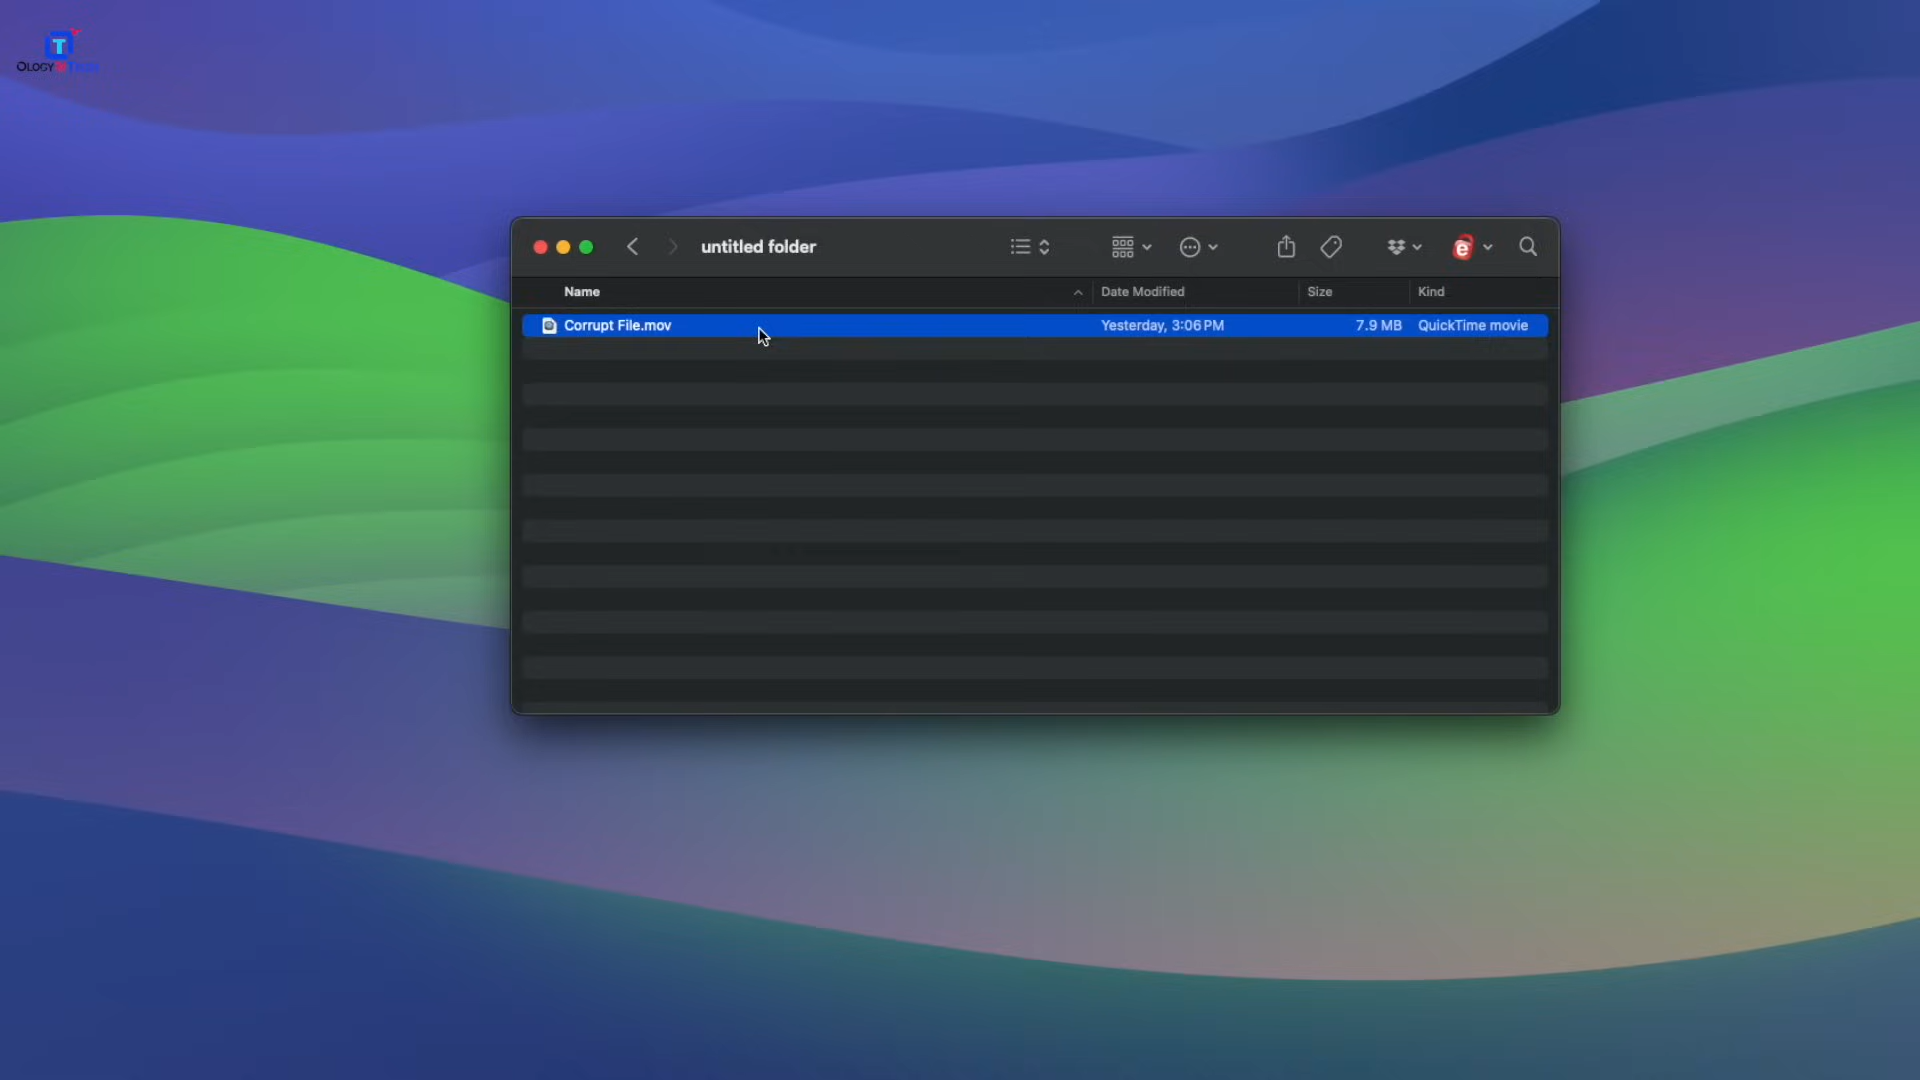 T
OLOGY
untitled folder
Name Date Modified Size Kind
Corrupt File.mov Yesterday, 3:06 PM 7.9 MB QuickTime movie